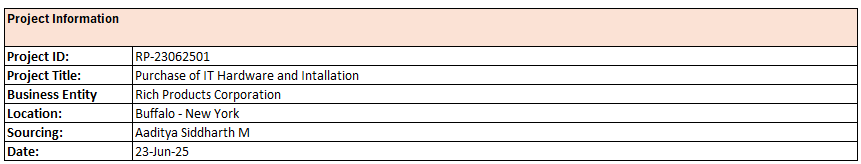 Project Information
Project ID: RP-23062501
Project Title: Purchase of IT Hardware and Intallation
Business Entity Rich Products Corporation
Location: Buffalo - New York
Sourcing: Aaditya Siddharth M
Date: 23-Jun-25